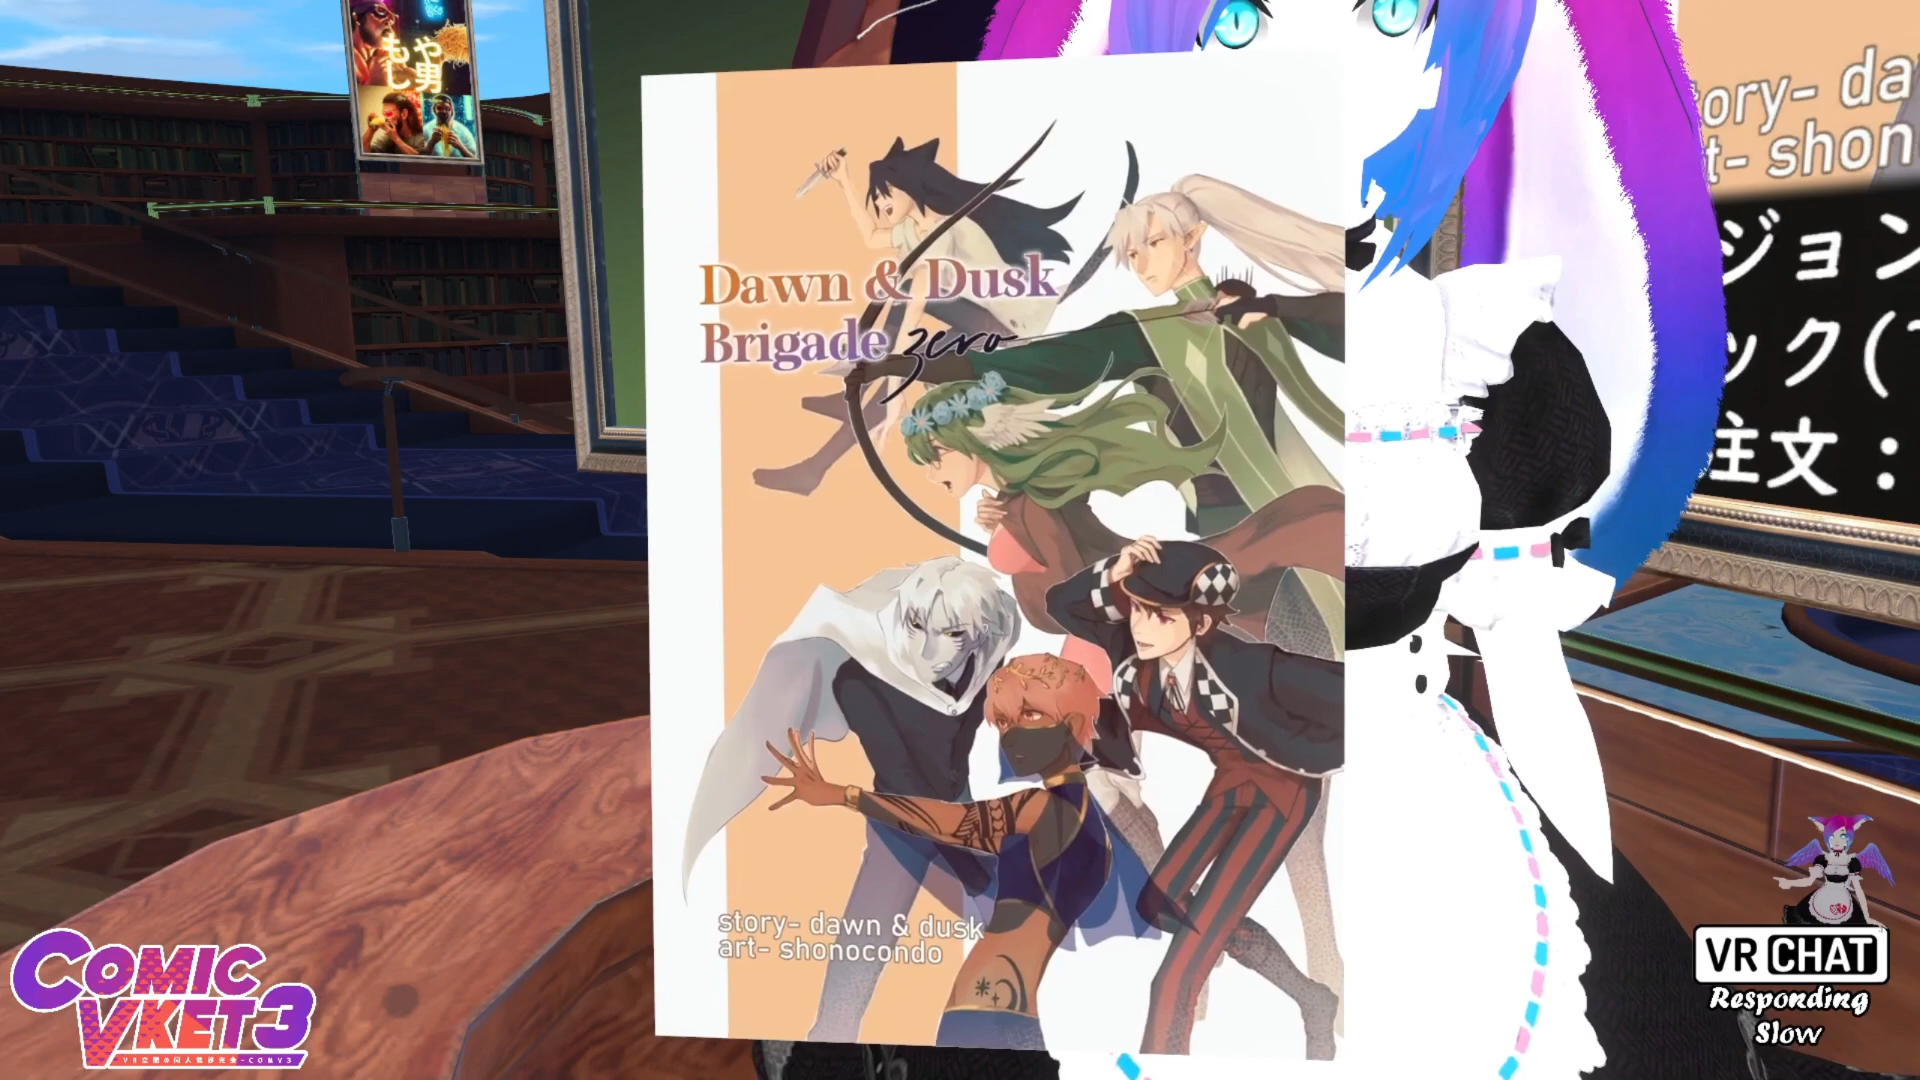 もや
し男
Dawn & Dusk
Brigade zero
story- dawn & dusk
art- shonocondo
story- da
t- shon
ジョン
ック(
注文：
COMIC
VKET3
VR CHAT
Responding
Slow